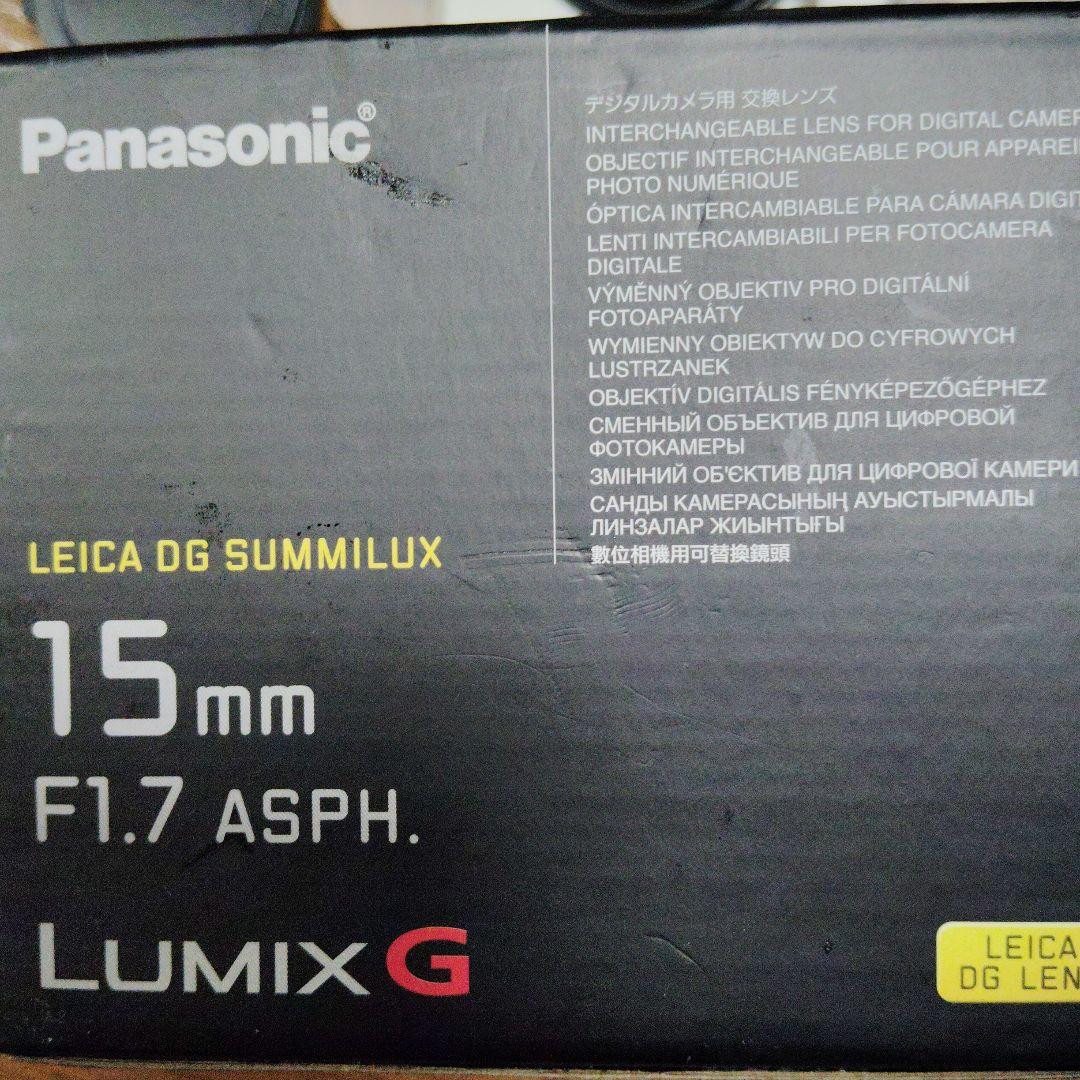 Panasonic®
デジタルカメラ用 交換レンズ
INTERCHANGEABLE LENS FOR DIGITAL
OBJECTIF INTERCHANGEABLE POUR
PHOTO NUMÉRIQUE
ÓPTICA INTERCAMBIABLE PARA CÁMARA
LENTI INTERCAMBIABILI PER FOTOCAMERA
DIGITALE
VÝMĚNNÝ OBJEKTIV PRO DIGITÁLNÍ
FOTOAPARÁTY
WYMIENNY OBIEKTYW DO CYFROWYCH
LUSTRZANEK
OBJEKTÍV DIGITÁLIS FÉNYKÉPEZŐGÉPHEZ
СМЕННЫЙ ОБЪЕКТИВ ДЛЯ ЦИФРОВОЙ
ФОТОКАМЕРЫ
ЗМІННИЙ ОБ'ЄКТИВ ДЛЯ ЦИФРОВОЇ КАМЕРИ
САНДЫ КАМЕРАСЫНЫҢ АУЫСТЫРМАЛЫ
ЛИНЗАЛАР ЖИЫНТЫҒЫ
數位相機用可替換鏡頭
LEICA DG SUMMILUX
15mm
F1.7 ASPH.
LUMIX G
LEICA
DG